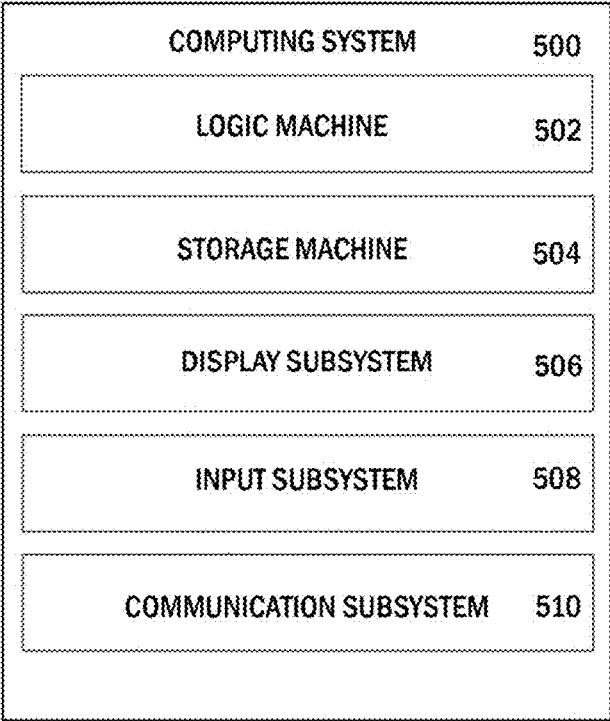 COMPUTING SYSTEM 500
LOGIC MACHINE 502
STORAGE MACHINE 504
DISPLAY SUBSYSTEM 506
INPUT SUBSYSTEM 508
COMMUNICATION SUBSYSTEM 510